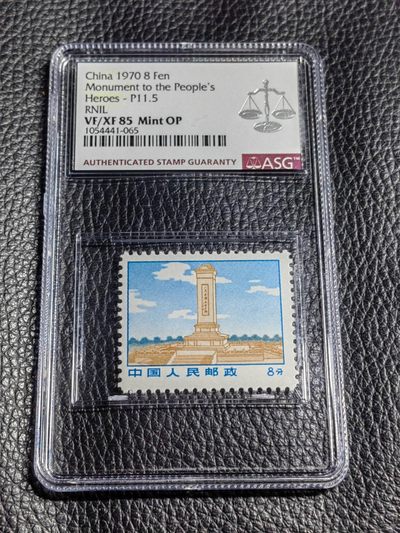 China 1970 8 Fen
Monument to the People's
Heroes - P11.5
RNIL
VF/XF 85 Mint OP
1054441-065
AUTHENTICATED STAMP GUARANTY
ASG
中国人民邮政
8分